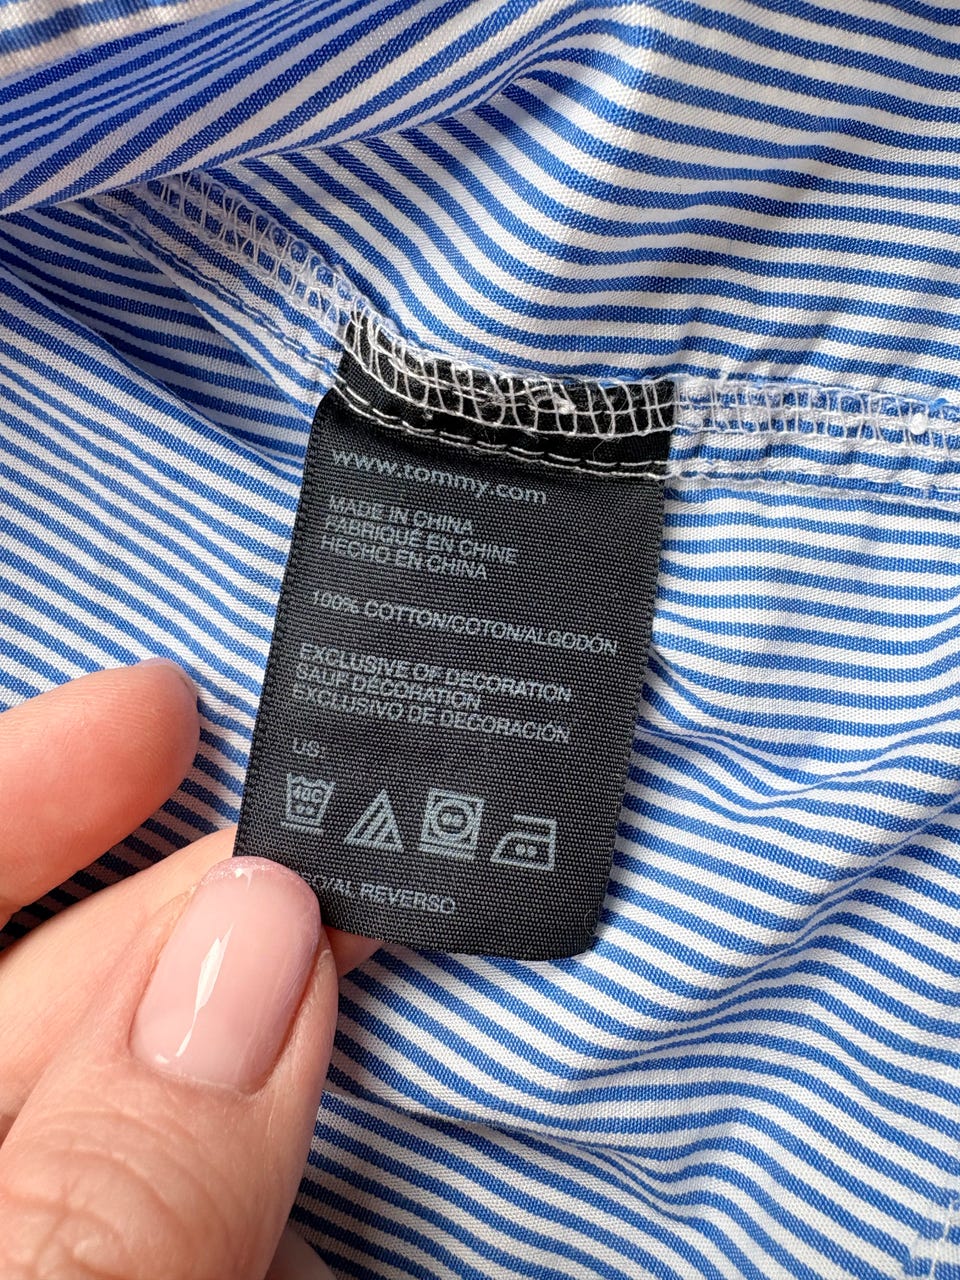 www.tommy.com
MADE IN CHINA
FABRIQUÉ EN CHINE
HECHO EN CHINA
100% COTTON/COTON/ALGODÓN
EXCLUSIVE OF DECORATION
SAUF DÉCORATION
EXCLUSIVO DE DECORACIÓN
US:
REVERSO